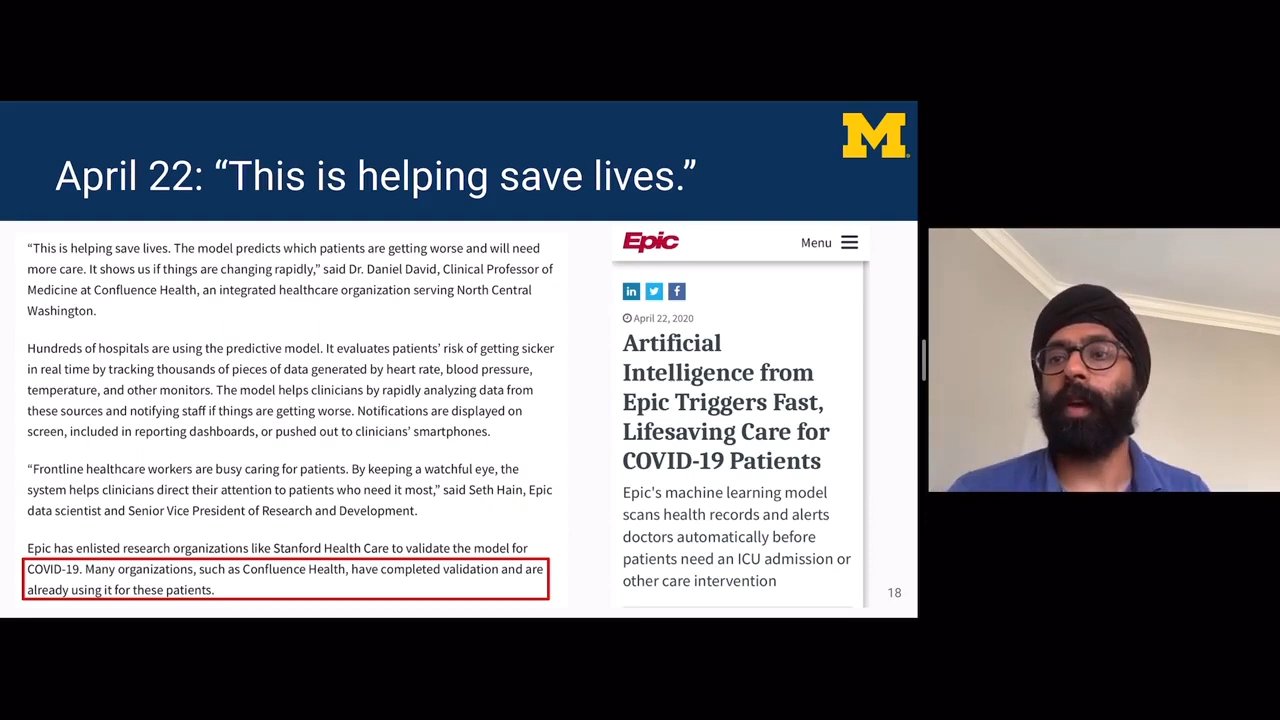 M
April 22: “This is helping save lives.”
“This is helping save lives. The model predicts which patients are getting worse and will need
more care. It shows us if things are changing rapidly,” said Dr. Daniel David, Clinical Professor of
Medicine at Confluence Health, an integrated healthcare organization serving North Central
Washington.
Hundreds of hospitals are using the predictive model. It evaluates patients’ risk of getting sicker
in real time by tracking thousands of pieces of data generated by heart rate, blood pressure,
temperature, and other monitors. The model helps clinicians by rapidly analyzing data from
these sources and notifying staff if things are getting worse. Notifications are displayed on
screen, included in reporting dashboards, or pushed out to clinicians’ smartphones.
“Frontline healthcare workers are busy caring for patients. By keeping a watchful eye, the
system helps clinicians direct their attention to patients who need it most,” said Seth Hain, Epic
data scientist and Senior Vice President of Research and Development.
Epic has enlisted research organizations like Stanford Health Care to validate the model for
COVID-19. Many organizations, such as Confluence Health, have completed validation and are
already using it for these patients.
Epic
Menu
in f
April 22, 2020
Artificial
Intelligence from
Epic Triggers Fast,
Lifesaving Care for
COVID-19 Patients
Epic's machine learning model
scans health records and alerts
doctors automatically before
patients need an ICU admission or
other care intervention
18